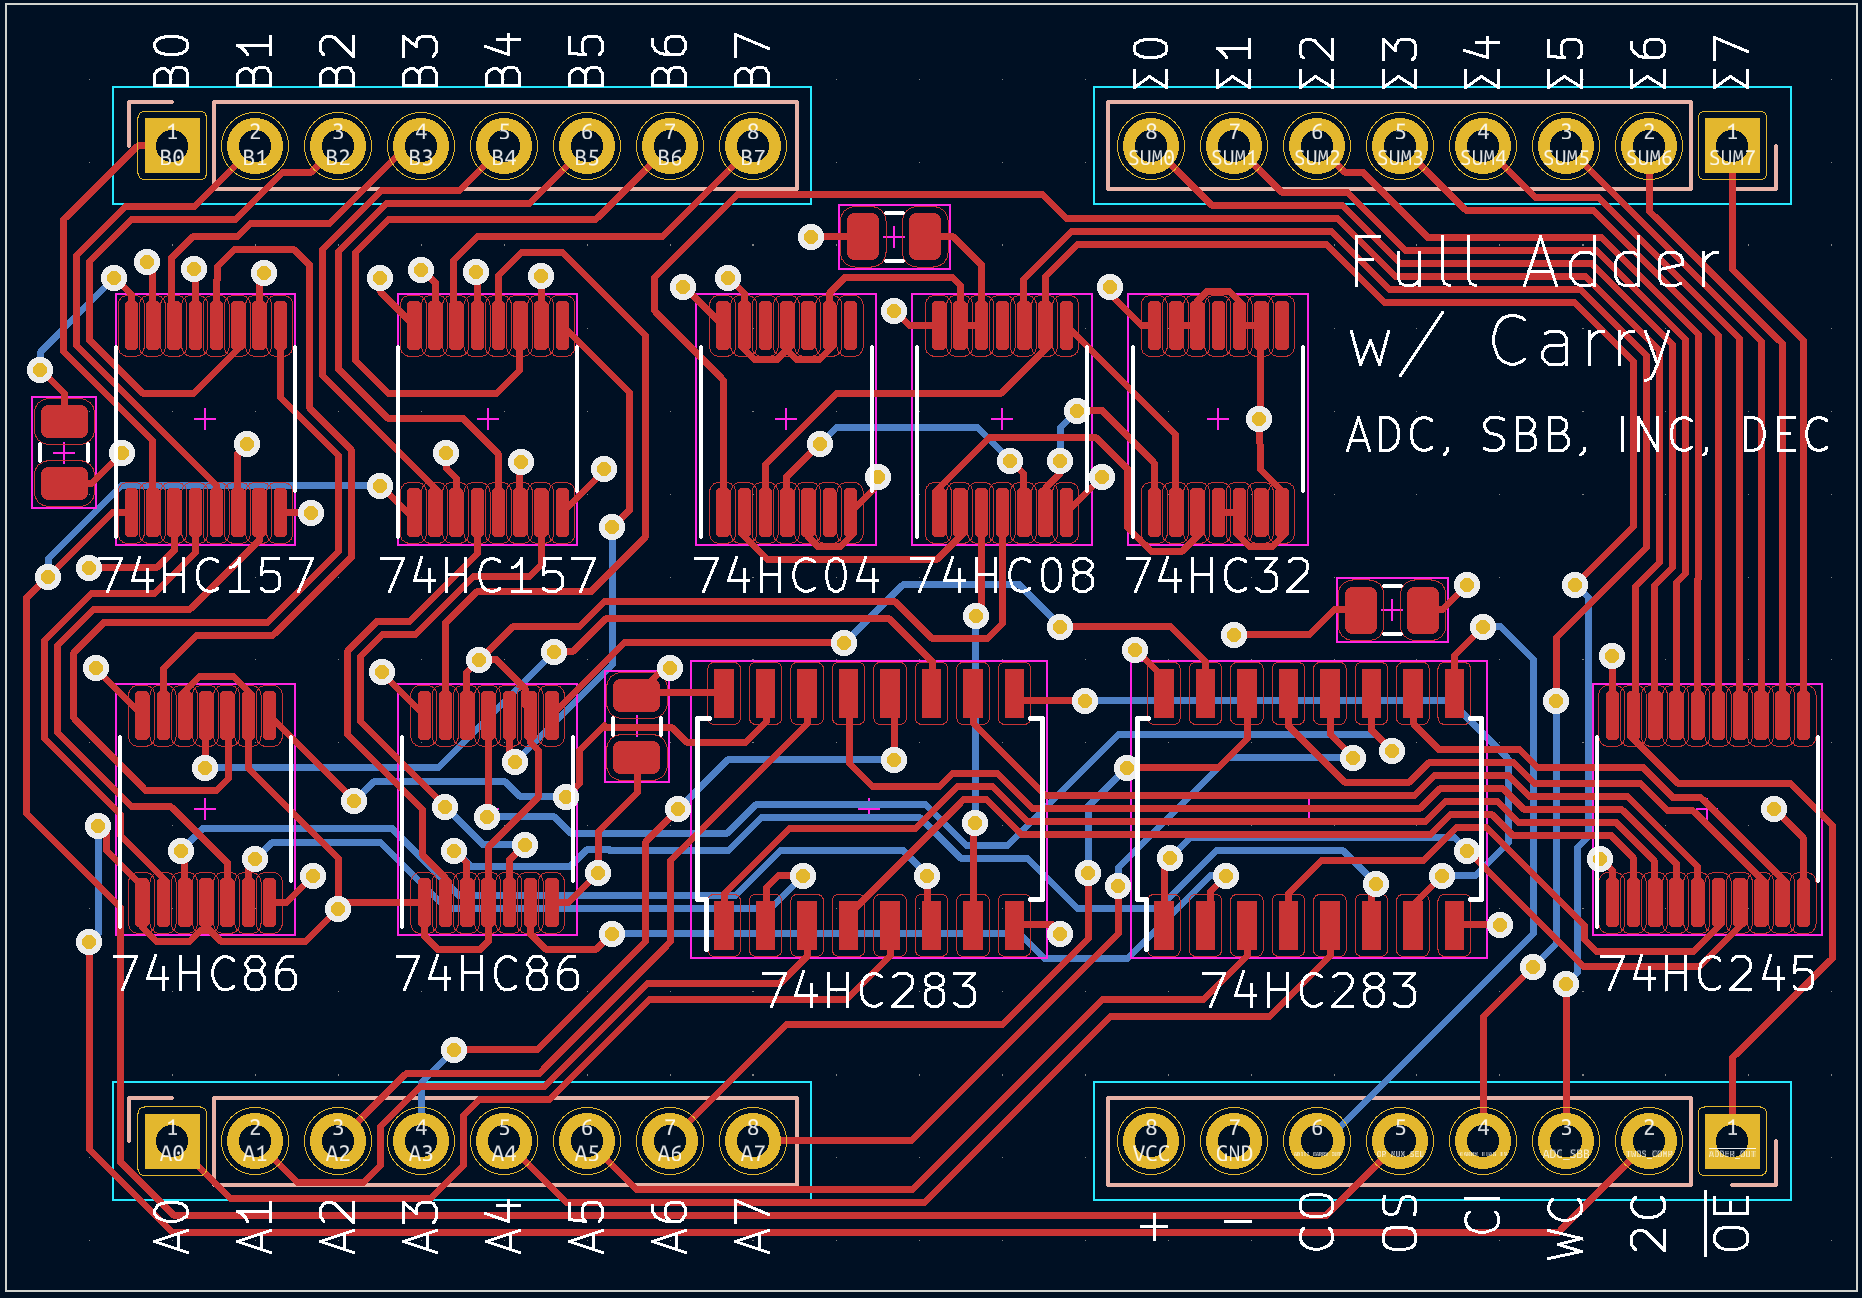 B0 B1 B2 B3 B4 B5 B6 B7
Σ0 Σ1 Σ2 Σ3 Σ4 Σ5 Σ6 Σ7
1 2 3 4 5 6 7 8
B0 B1 B2 B3 B4 B5 B6 B7
8 7 6 5 4 3 2 1
SUM0 SUM1 SUM2 SUM3 SUM4 SUM5 SUM6 SUM7
Full Adder
w/ Carry
ADC, SBB, INC, DEC
74HC157 74HC157 74HC04 74HC08 74HC32
74HC86 74HC86 74HC283 74HC283 74HC245
1 2 3 4 5 6 7 8
A0 A1 A2 A3 A4 A5 A6 A7
8 7 6 5 4 3 2 1
VCC GND ADC_SBB TWOS_COMP ADDER_OUT
A0 A1 A2 A3 A4 A5 A6 A7
+ - CO OS CI WC 2C OE